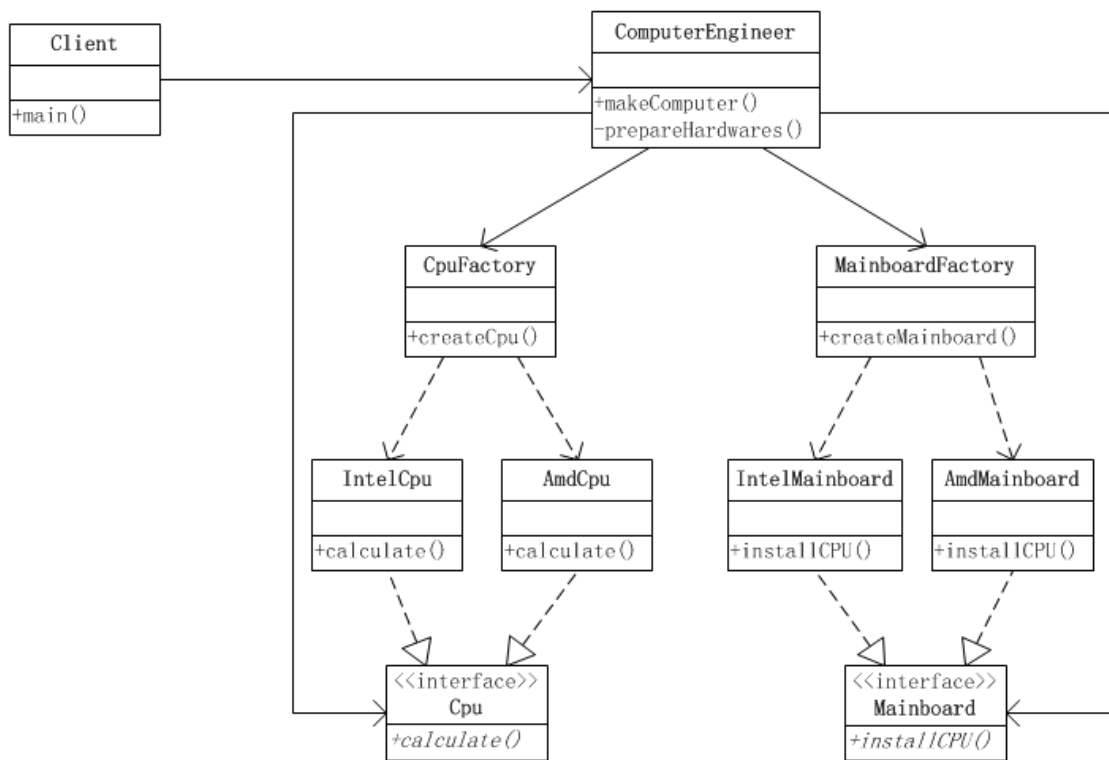 Client
+main()
ComputerEngineer
+makeComputer()
-prepareHardwares()
CpuFactory
+createCpu()
MainboardFactory
+createMainboard()
IntelCpu
+calculate()
AmdCpu
+calculate()
IntelMainboard
+installCPU()
AmdMainboard
+installCPU()
<<interface>>
Cpu
+calculate()
<<interface>>
Mainboard
+installCPU()